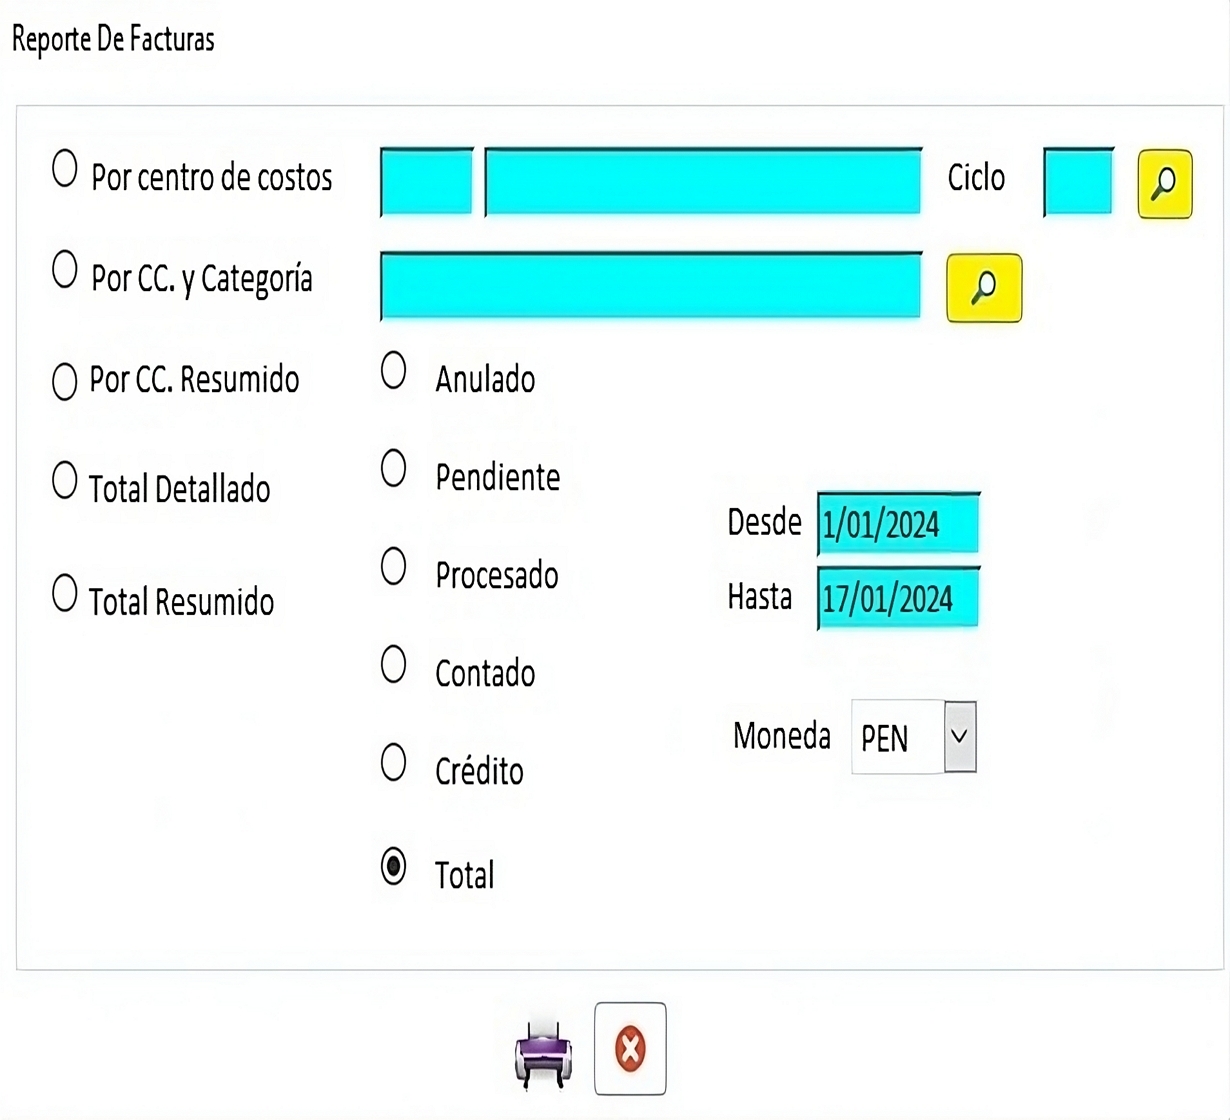 Reporte De Facturas
Por centro de costos
Ciclo
Por CC. y Categoría
Por CC. Resumido
Anulado
Total Detallado
Pendiente
Desde 1/01/2024
Procesado
Hasta 17/01/2024
Total Resumido
Contado
Moneda PEN
Crédito
Total